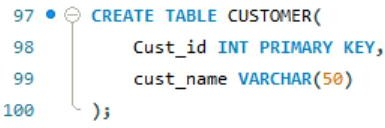 97 CREATE TABLE CUSTOMER(
98 Cust_id INT PRIMARY KEY,
99 cust_name VARCHAR(50)
100 );